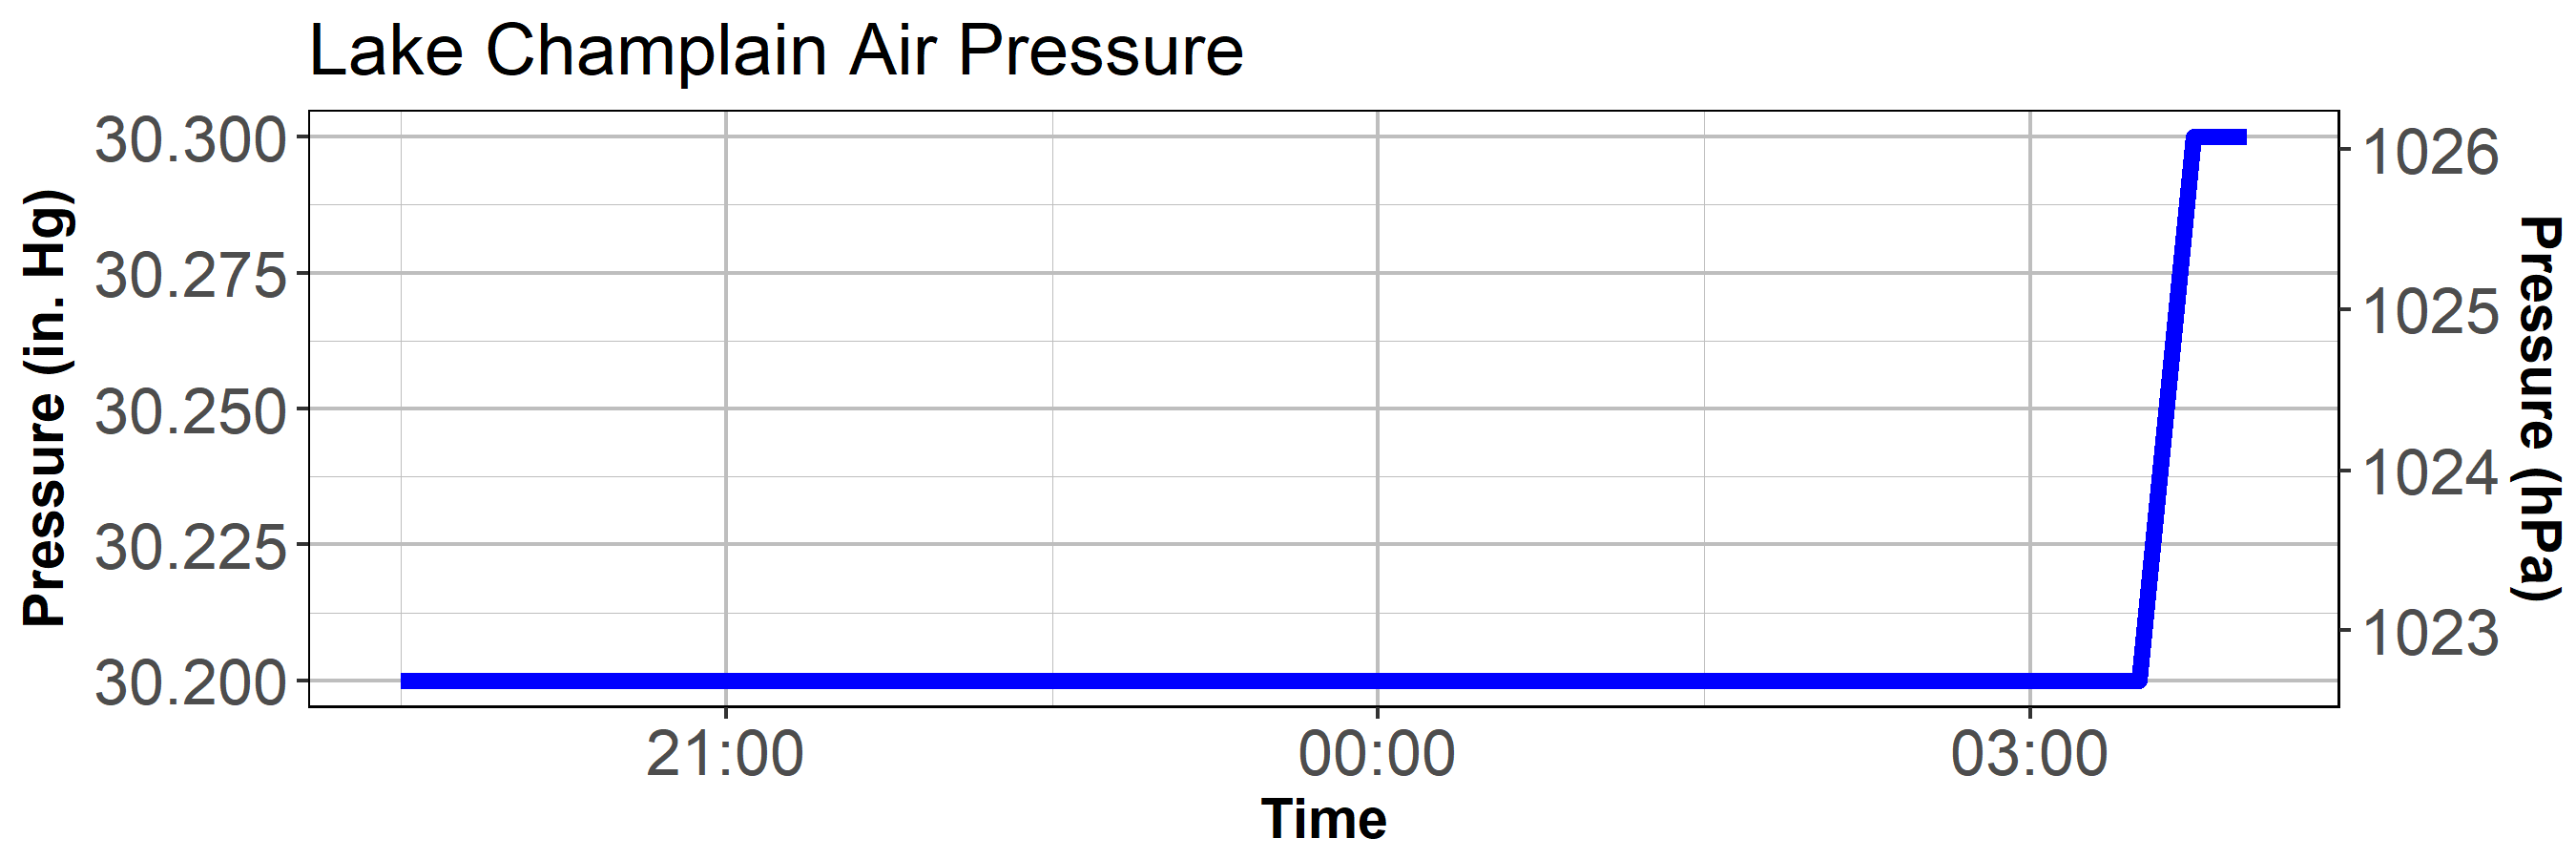 Lake Champlain Air Pressure
Pressure (in. Hg)
30.300
30.275
30.250
30.225
30.200
1026
1025
1024
1023
Pressure (hPa)
21:00 00:00 03:00
Time